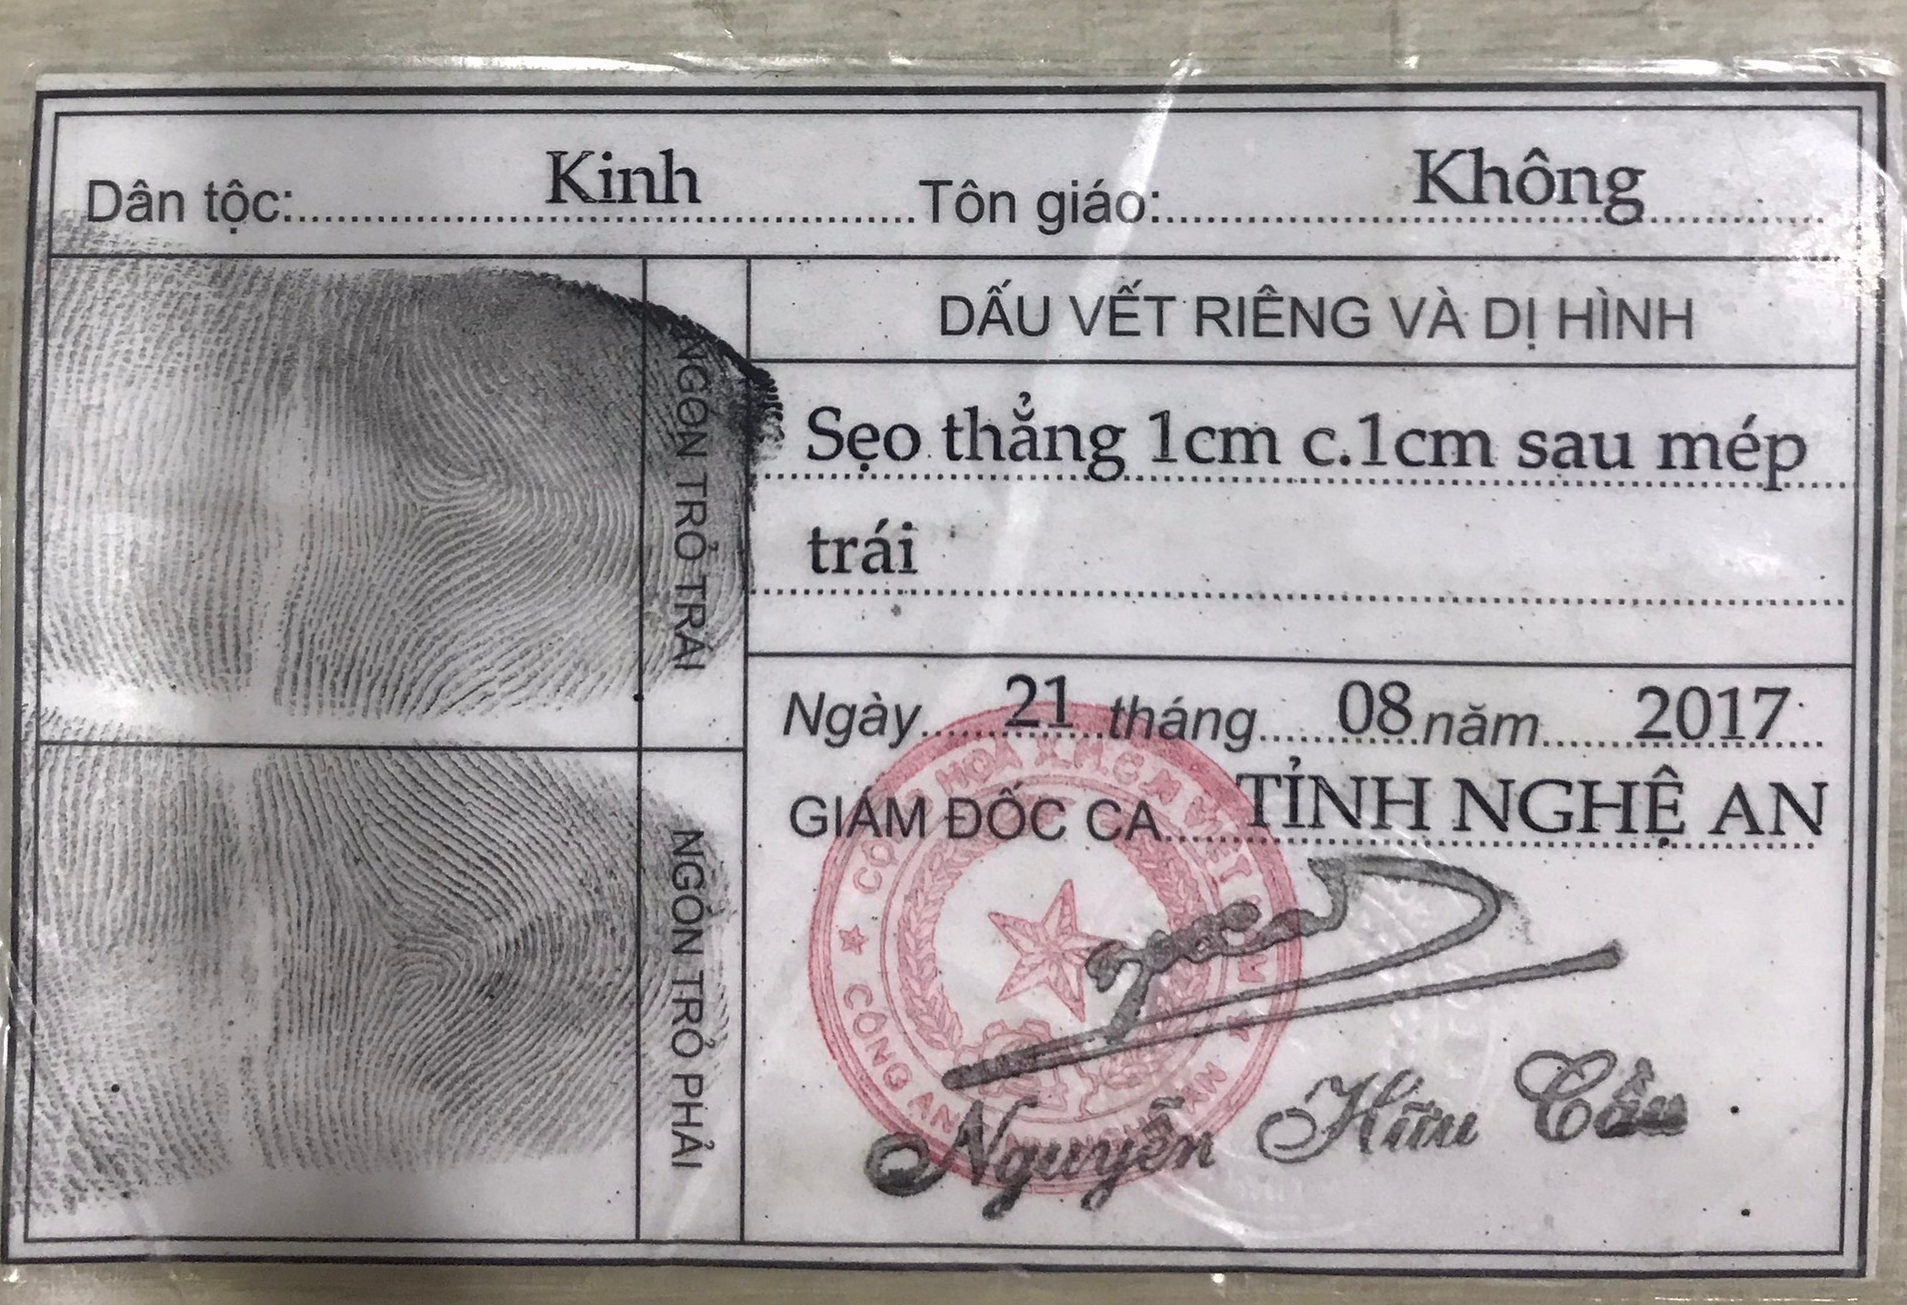 Dân tộc: Kinh Tôn giáo: Không
NGÓN TRỎ TRÁI
DẤU VẾT RIÊNG VÀ DỊ HÌNH
Sẹo thẳng 1cm c.1cm sau mép
trái
NGÓN TRỎ PHẢI
Ngày 21 tháng 08 năm 2017
GIÁM ĐỐC CA TỈNH NGHỆ AN
Nguyễn Hữu Cầu